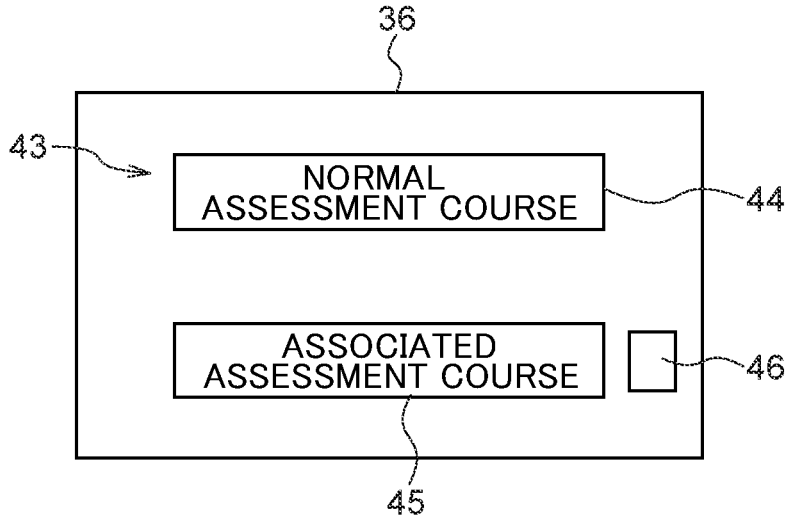 36
43
NORMAL
ASSESSMENT COURSE
44
ASSOCIATED
ASSESSMENT COURSE
46
45